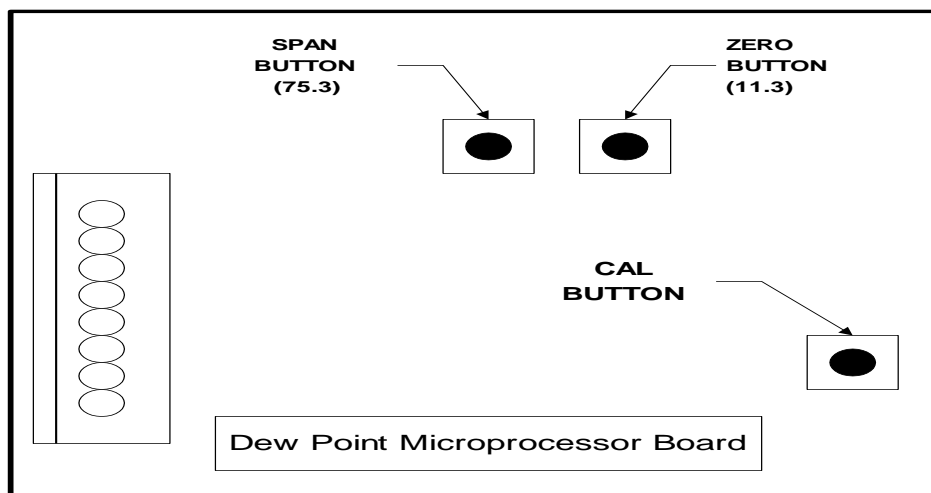 SPAN
BUTTON
(75.3)
ZERO
BUTTON
(11.3)
CAL
BUTTON
Dew Point Microprocessor Board